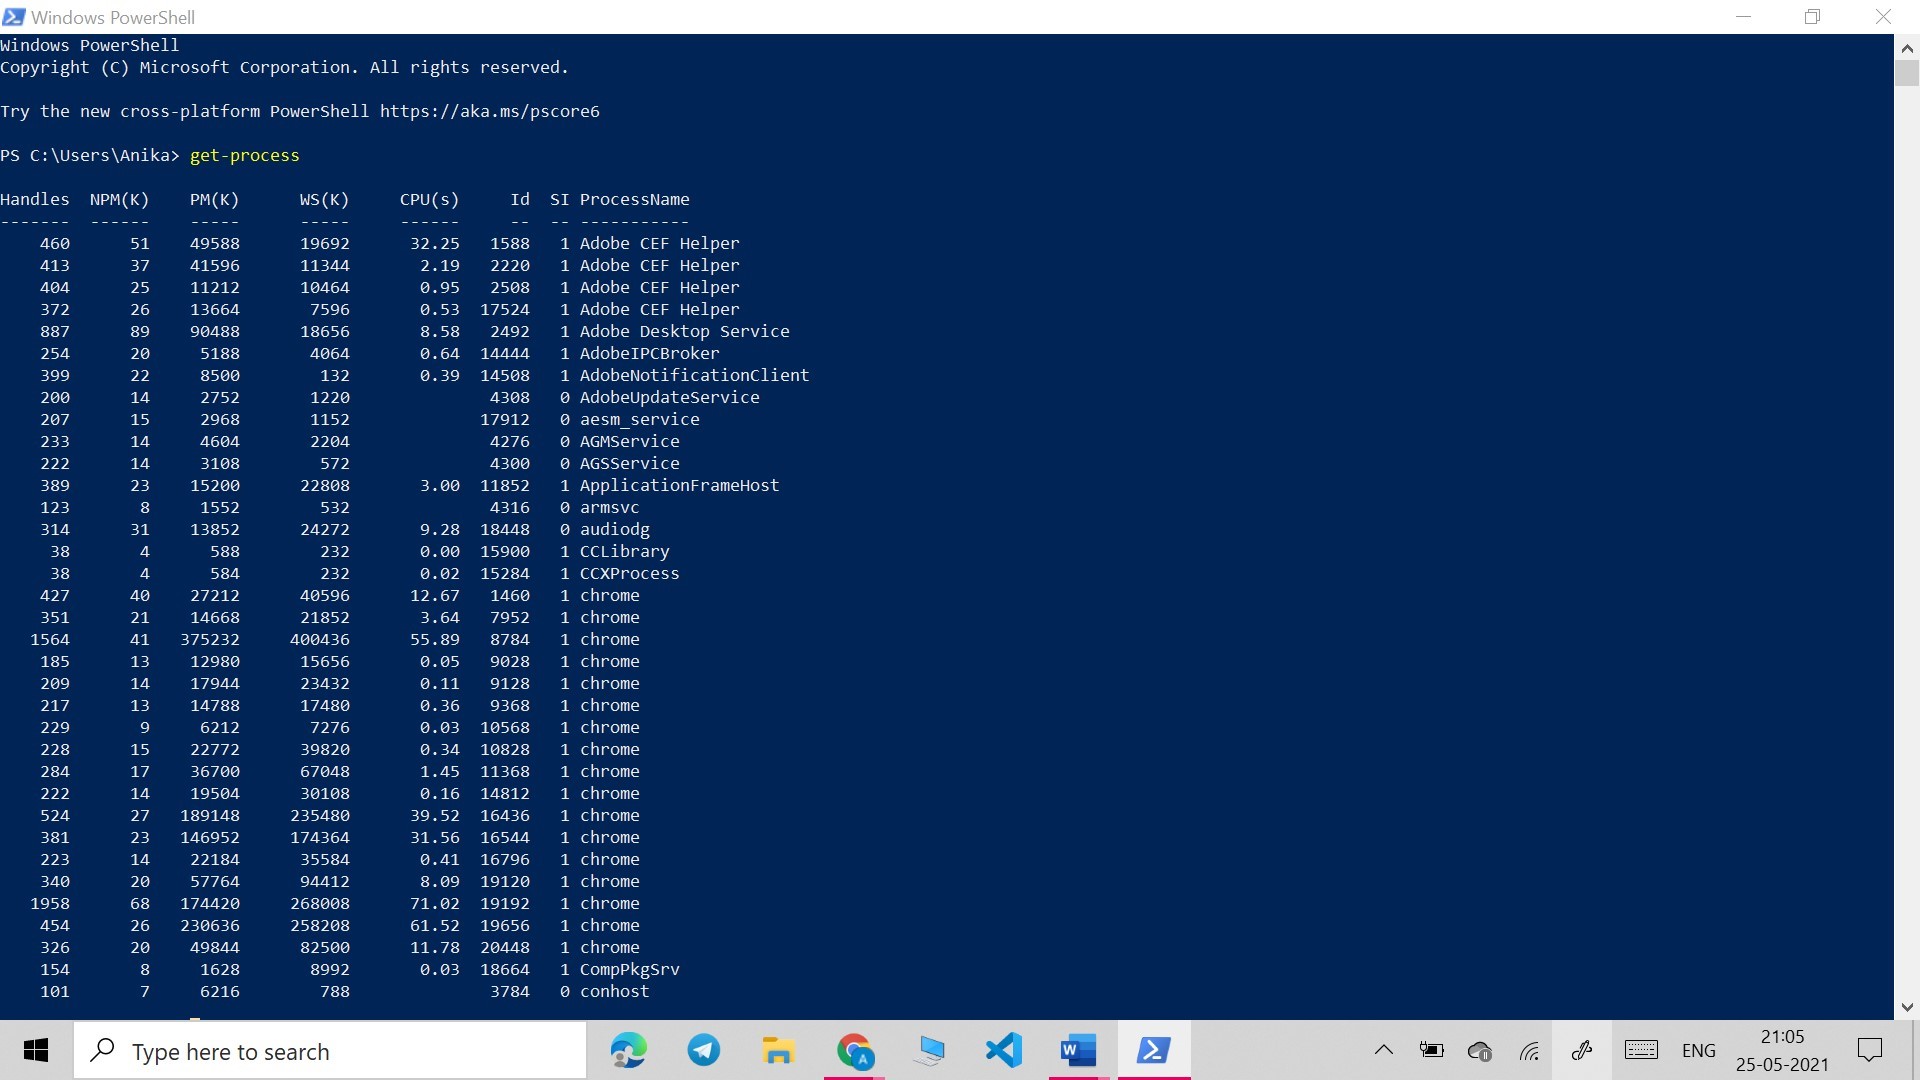 Windows PowerShell
Windows PowerShell
Copyright (C) Microsoft Corporation. All rights reserved.
Try the new cross-platform PowerShell https://aka.ms/pscore6
PS C:\Users\Anika> get-process
Handles NPM(K) PM(K) WS(K) CPU(s) Id SI ProcessName
------- ------ ----- ----- ------ -- -- -----------
460 51 49588 19692 32.25 1588 1 Adobe CEF Helper
413 37 41596 11344 2.19 2220 1 Adobe CEF Helper
404 25 11212 10464 0.95 2508 1 Adobe CEF Helper
372 26 13664 7596 0.53 17524 1 Adobe CEF Helper
887 89 90488 18656 8.58 2492 1 Adobe Desktop Service
254 20 5188 4064 0.64 14444 1 AdobeIPCBroker
399 22 8500 132 0.39 14508 1 AdobeNotificationClient
200 14 2752 1220 4308 0 AdobeUpdateService
207 15 2968 1152 17912 0 aesm_service
233 14 4604 2204 4276 0 AGMService
222 14 3108 572 4300 0 AGSService
389 23 15200 22808 3.00 11852 1 ApplicationFrameHost
123 8 1552 532 4316 0 armsvc
314 31 13852 24272 9.28 18448 0 audiodg
38 4 588 232 0.00 15900 1 CCLibrary
38 4 584 232 0.02 15284 1 CCXProcess
427 40 27212 40596 12.67 1460 1 chrome
351 21 14668 21852 3.64 7952 1 chrome
1564 41 375232 400436 55.89 8784 1 chrome
185 13 12980 15656 0.05 9028 1 chrome
209 14 17944 23432 0.11 9128 1 chrome
217 13 14788 17480 0.36 9368 1 chrome
229 9 6212 7276 0.03 10568 1 chrome
228 15 22772 39820 0.34 10828 1 chrome
284 17 36700 67048 1.45 11368 1 chrome
222 14 19504 30108 0.16 14812 1 chrome
524 27 189148 235480 39.52 16436 1 chrome
381 23 146952 174364 31.56 16544 1 chrome
223 14 22184 35584 0.41 16796 1 chrome
340 20 57764 94412 8.09 19120 1 chrome
1958 68 174420 268008 71.02 19192 1 chrome
454 26 230636 258208 61.52 19656 1 chrome
326 20 49844 82500 11.78 20448 1 chrome
154 8 1628 8992 0.03 18664 1 CompPkgSrv
101 7 6216 788 3784 0 conhost
Type here to search
A
W
ENG
21:05
25-05-2021